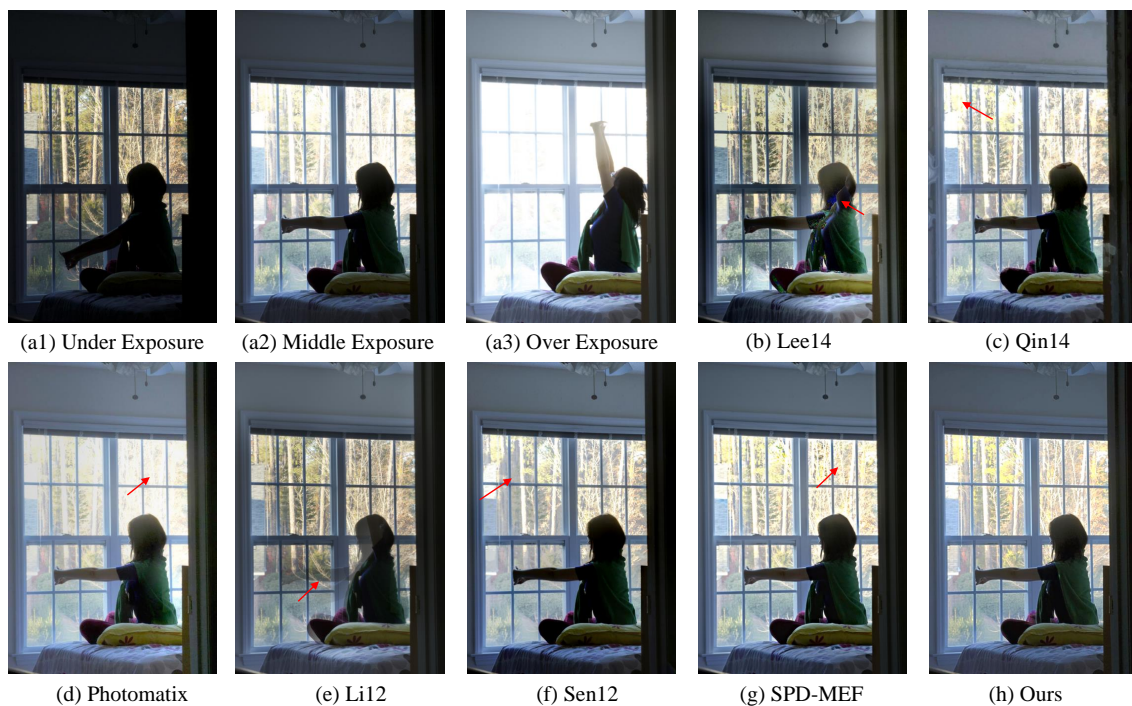 (a1) Under Exposure (a2) Middle Exposure (a3) Over Exposure (b) Lee14 (c) Qin14
(d) Photomatix (e) Li12 (f) Sen12 (g) SPD-MEF (h) Ours